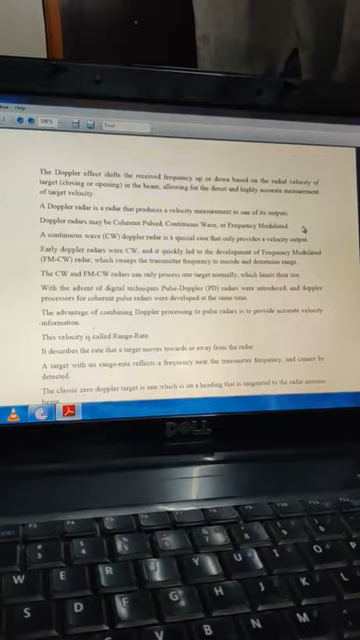 Help
100%
Find
The Doppler effect shifts the received frequency up or down based on the radial velocity of
target (closing or opening) in the beam, allowing for the direct and highly accurate measurement
of target velocity.
A Doppler radar is a radar that produces a velocity measurement as one of its outputs.
Doppler radars may be Coherent Pulsed, Continuous Wave, or Frequency Modulated.
A continuous wave (CW) doppler radar is a special case that only provides a velocity output.
Early doppler radars were CW, and it quickly led to the development of Frequency Modulated
(FM-CW) radar, which sweeps the transmitter frequency to encode and determine range.
The CW and FM-CW radars can only process one target normally, which limits their use.
With the advent of digital techniques Pulse-Doppler (PD) radars were introduced, and doppler
processors for coherent pulse radars were developed at the same time.
The advantage of combining Doppler processing to pulse radars is to provide accurate velocity
information.
This velocity is called Range-Rate.
It describes the rate that a target moves towards or away from the radar.
A target with no range-rate reflects a frequency near the transmitter frequency, and cannot be
detected.
The classic zero doppler target is one which is on a heading that is tangential to the radar antenna
beam.
DELL
W E R T Y U I O P
S D F G H J K L
V B N M